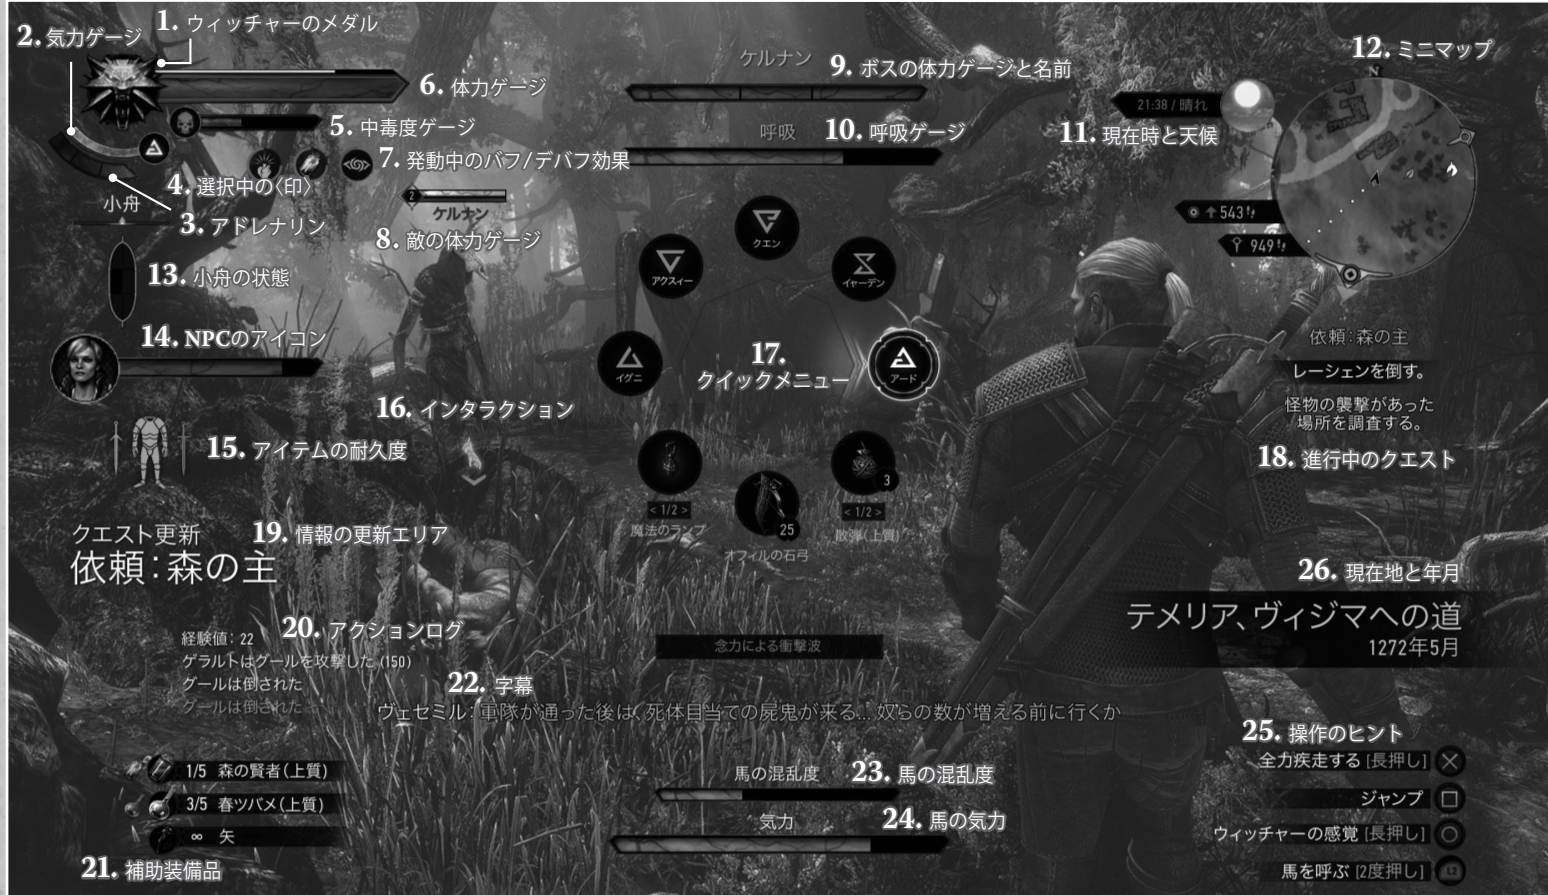 1. ウィッチャーのメダル
2. 気力ゲージ
6. 体力ゲージ
5. 中毒度ゲージ
7. 発動中のバフ/デバフ効果
4. 選択中の〈印〉
小舟
3. アドレナリン
2
ケルナン
8. 敵の体力ゲージ
13. 小舟の状態
14. NPCのアイコン
16. インタラクション
15. アイテムの耐久度
クエスト更新
19. 情報の更新エリア
依頼：森の主
20. アクションログ
経験値：22
ゲラルトはグールを攻撃した (150)
グールは倒された
グールは倒された
1/5 森の賢者(上質)
3/5 春ツバメ(上質)
∞ 矢
21. 補助装備品
ケルナン
9. ボスの体力ゲージと名前
呼吸
10. 呼吸ゲージ
クエン
アクスィー
イャーデン
イグニ
17.
クイックメニュー
アード
3
< 1/2 >
25
< 1/2 >
魔法のランプ
散弾(上質)
オフィルの石弓
念力による衝撃波
22. 字幕
ヴェセミル：軍隊が通った後は、死体目当ての屍鬼が来る... 奴らの数が増える前に行くか
馬の混乱度
23. 馬の混乱度
気力
24. 馬の気力
12. ミニマップ
21:38 / 晴れ
11. 現在時と天候
543
949
依頼：森の主
レーシェンを倒す。
怪物の襲撃があった
場所を調査する。
18. 進行中のクエスト
26. 現在地と年月
テメリア、ヴィジマへの道
1272年5月
25. 操作のヒント
全力疾走する [長押し]
ジャンプ
ウィッチャーの感覚 [長押し]
馬を呼ぶ [2度押し] L2